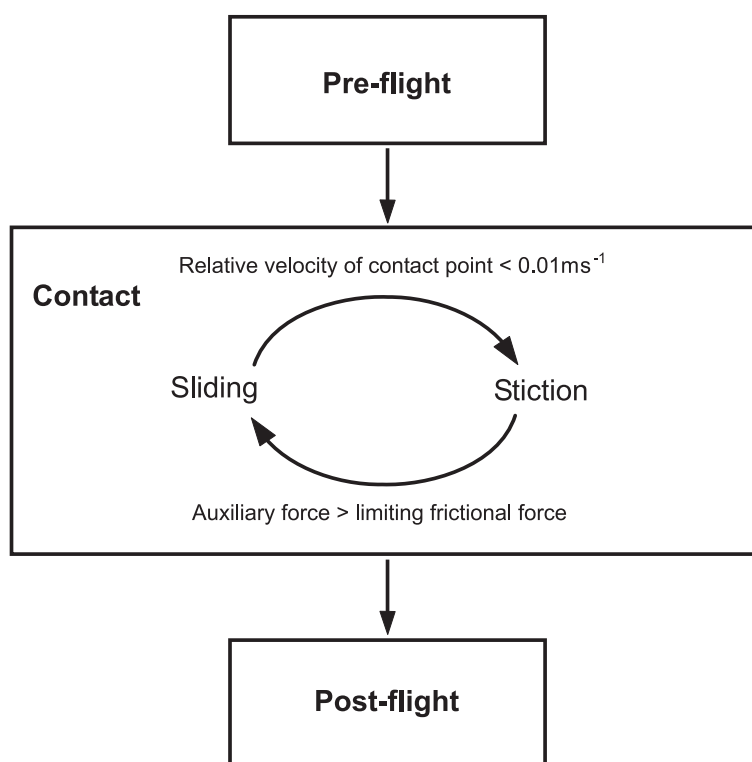 Pre-flight
Relative velocity of contact point < 0.01ms⁻¹
Contact
Sliding
Stiction
Auxiliary force > limiting frictional force
Post-flight